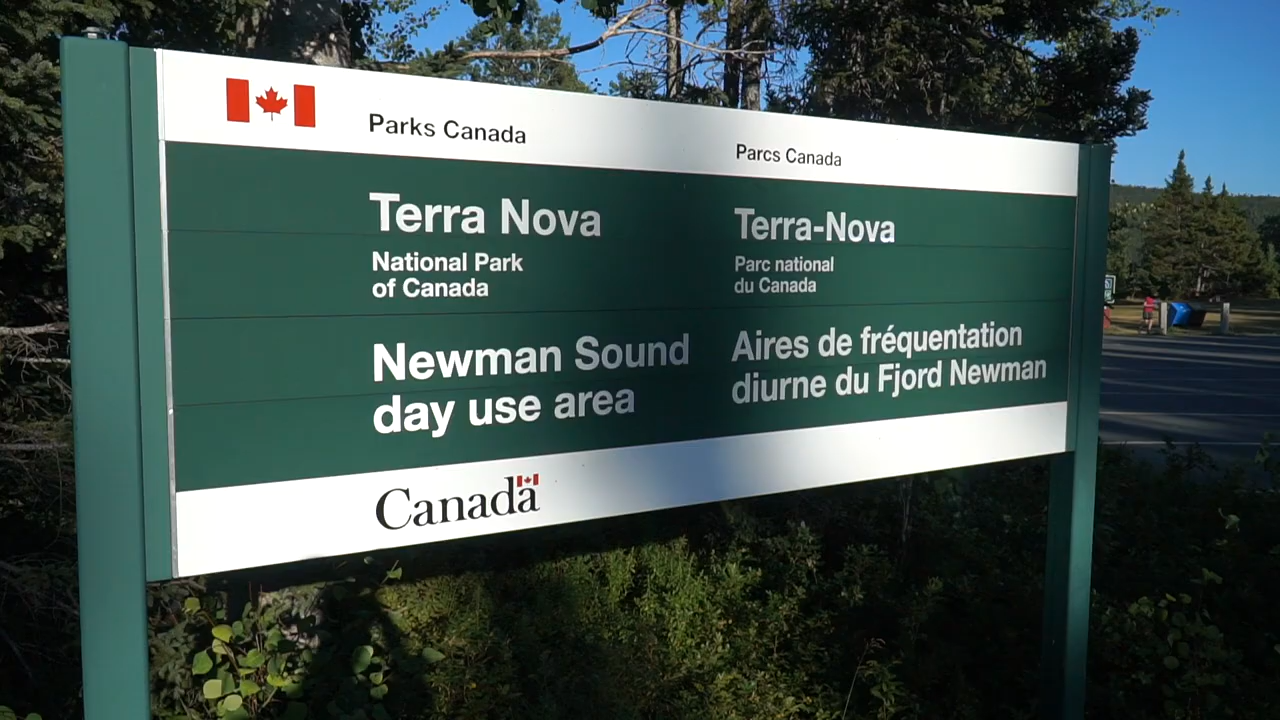 Parks Canada
Parcs Canada
Terra Nova
National Park
of Canada
Terra-Nova
Parc national
du Canada
Newman Sound
day use area
Aires de fréquentation
diurne du Fjord Newman
Canada